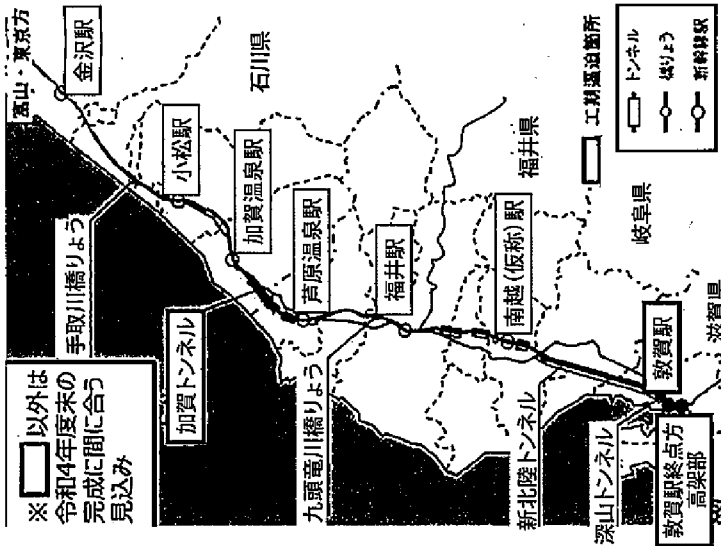 ※□以外は
令和4年度末の
完成に間に合う
見込み
富山・東京方
金沢駅
石川県
手取川橋りょう
小松駅
加賀温泉駅
加賀トンネル
芦原温泉駅
九頭竜川橋りょう
福井駅
福井県
南越(仮称)駅
新北陸トンネル
岐阜県
敦賀駅
深山トンネル
敦賀駅終点方
高架部
滋賀県
工期逼迫箇所
トンネル
橋りょう
新幹線駅